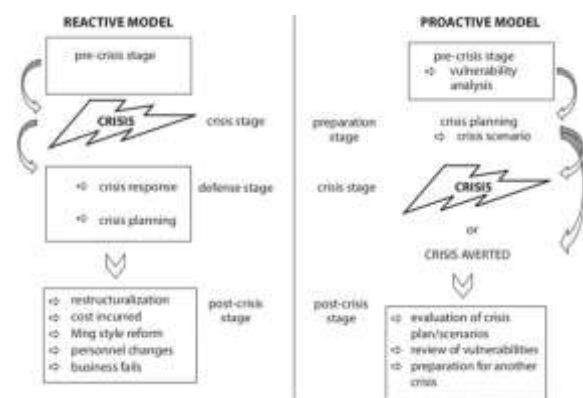 REACTIVE MODEL
pre-crisis stage
CRISIS
crisis stage
⇨ crisis response
defense stage
⇨ crisis planning
⇨ restructuralization
⇨ cost incurred
⇨ Mng style reform
⇨ personnel changes
⇨ business fails
post-crisis
stage
PROACTIVE MODEL
pre-crisis stage
⇨ vulnerability
analysis
preparation
stage
crisis planning
⇨ crisis scenario
crisis stage
CRISIS
or
CRISIS AVERTED
post-crisis
stage
⇨ evaluation of crisis
plan/scenarios
⇨ review of vulnerabilities
⇨ preparation for another
crisis